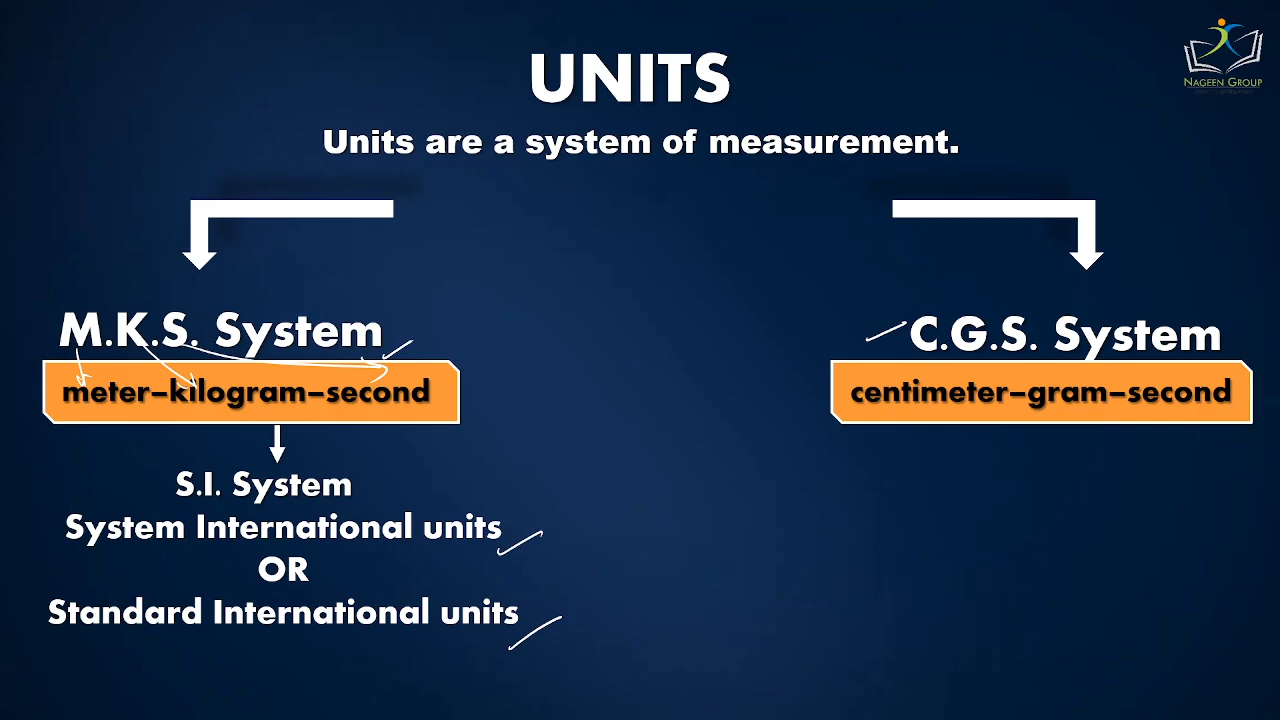 NAGEEN GROUP
UNITS
Units are a system of measurement.
M.K.S. System
meter–kilogram–second
S.I. System
System International units
OR
Standard International units
C.G.S. System
centimeter–gram–second